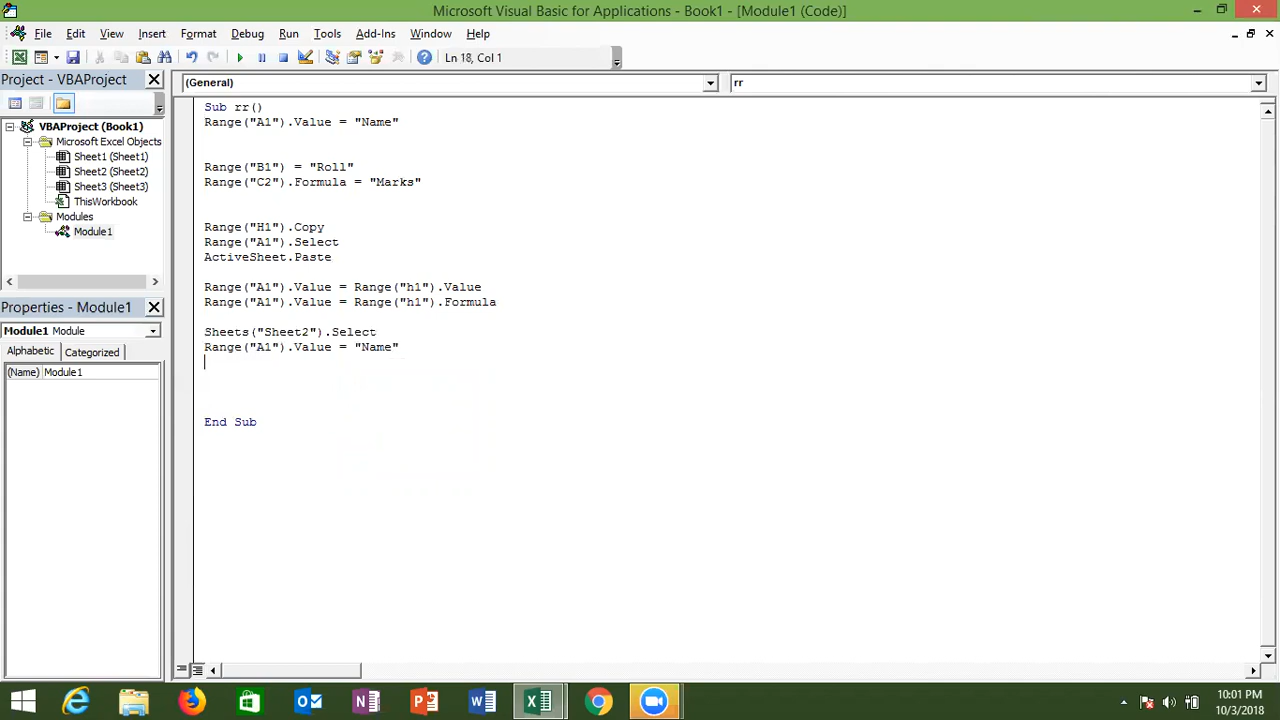 Microsoft Visual Basic for Applications - Book1 - [Module1 (Code)]
File Edit View Insert Format Debug Run Tools Add-Ins Window Help
Ln 18, Col 1
Project - VBAProject
(General)
rr
VBAProject (Book1)
Microsoft Excel Objects
Sheet1 (Sheet1)
Sheet2 (Sheet2)
Sheet3 (Sheet3)
ThisWorkbook
Modules
Module1
Properties - Module1
Module1 Module
Alphabetic Categorized
(Name) Module1
Sub rr()
Range("A1").Value = "Name"
Range("B1") = "Roll"
Range("C2").Formula = "Marks"
Range("H1").Copy
Range("A1").Select
ActiveSheet.Paste
Range("A1").Value = Range("h1").Value
Range("A1").Value = Range("h1").Formula
Sheets("Sheet2").Select
Range("A1").Value = "Name"
End Sub
10:01 PM
10/3/2018